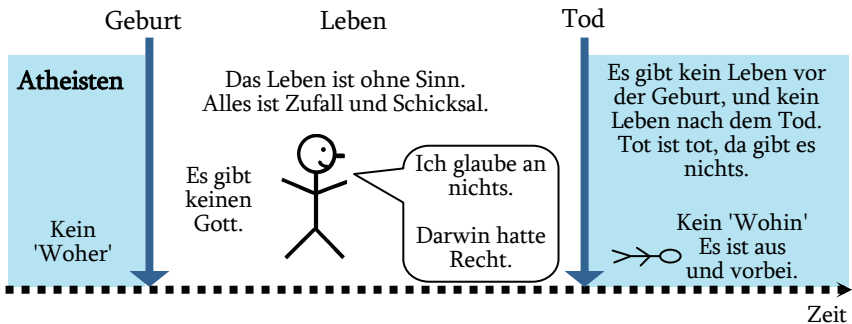 Geburt
Leben
Tod
Atheisten
Das Leben ist ohne Sinn.
Alles ist Zufall und Schicksal.
Es gibt kein Leben vor
der Geburt, und kein
Leben nach dem Tod.
Tot ist tot, da gibt es
nichts.
Es gibt
keinen
Gott.
Ich glaube an
nichts.
Darwin hatte
Recht.
Kein
'Woher'
Kein 'Wohin'
Es ist aus
und vorbei.
Zeit